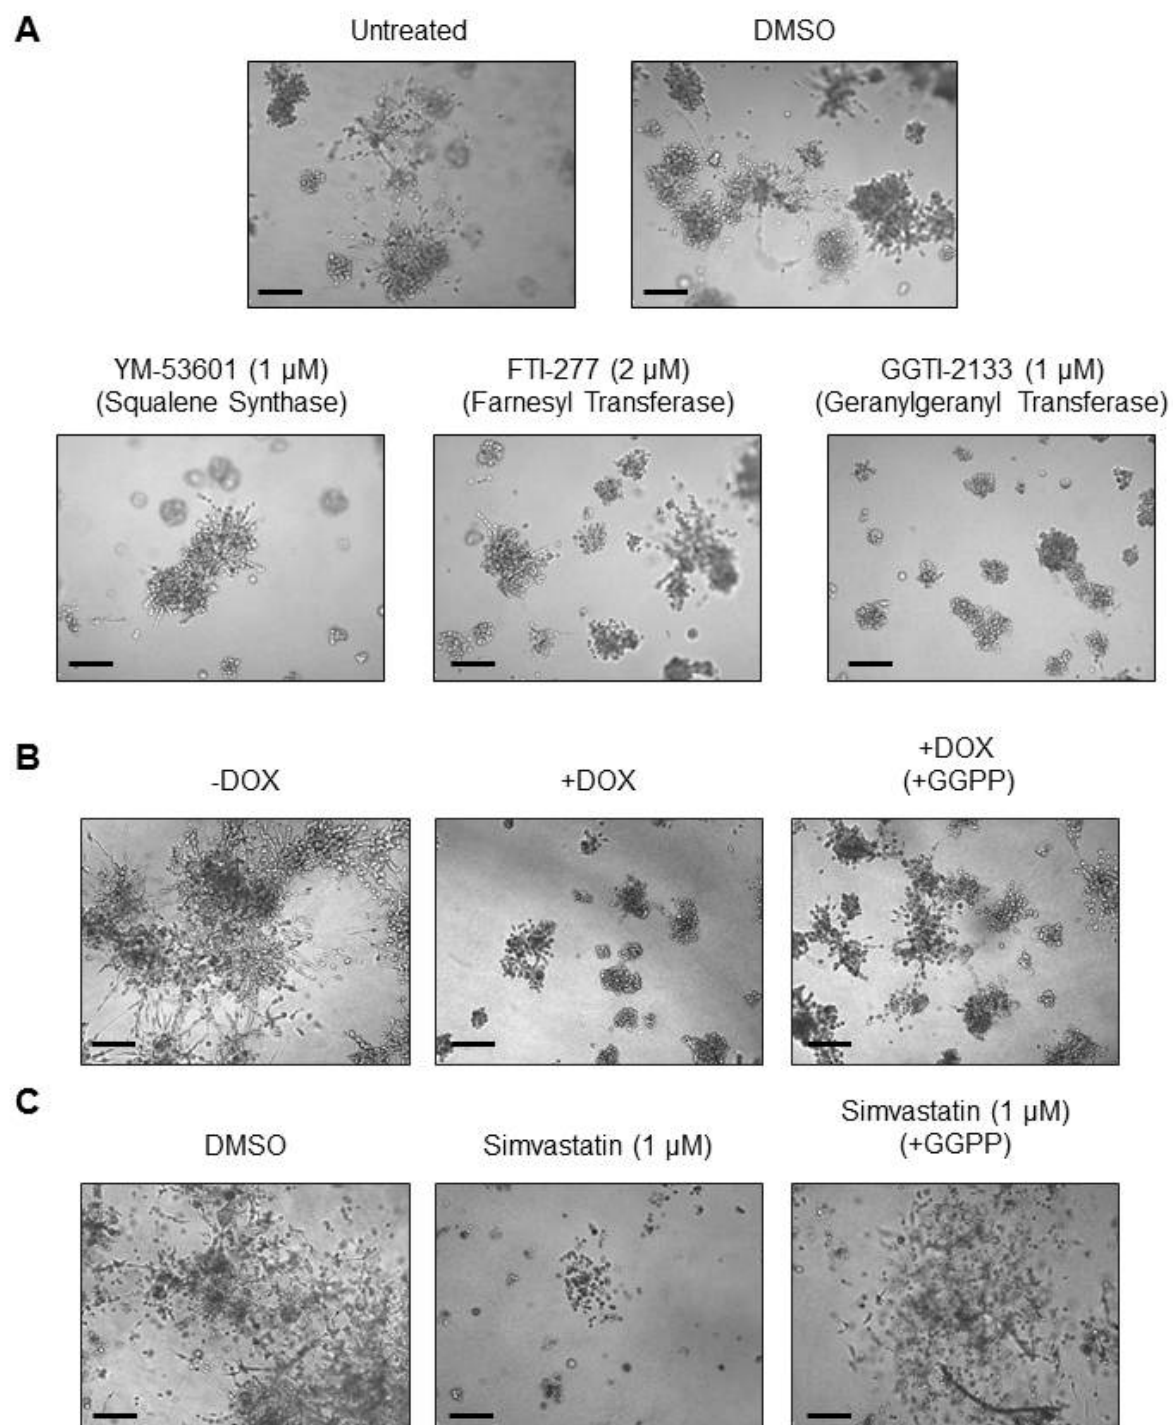 A
Untreated
DMSO
YM-53601 (1 µM)
(Squalene Synthase)
FTI-277 (2 µM)
(Farnesyl Transferase)
GGTI-2133 (1 µM)
(Geranylgeranyl Transferase)
B
-DOX
+DOX
+DOX
(+GGPP)
C
DMSO
Simvastatin (1 µM)
Simvastatin (1 µM)
(+GGPP)